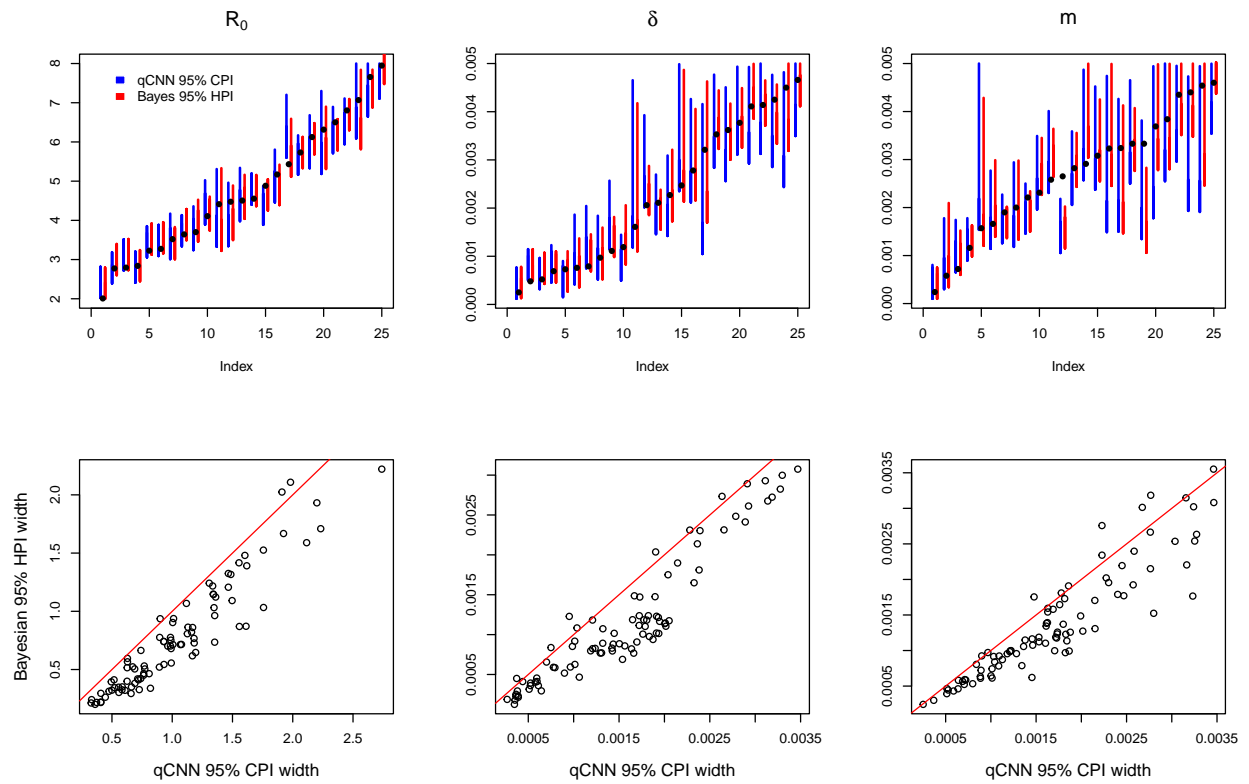 R0 δ m
qCNN 95% CPI
Bayes 95% HPI
2 3 4 5 6 7 8
0.000 0.001 0.002 0.003 0.004 0.005
0.000 0.001 0.002 0.003 0.004 0.005
0 5 10 15 20 25 0 5 10 15 20 25 0 5 10 15 20 25
Index Index Index
Bayesian 95% HPI width
0.5 1.0 1.5 2.0
0.0005 0.0015 0.0025
0.0005 0.0015 0.0025 0.0035
0.5 1.0 1.5 2.0 2.5 0.0005 0.0015 0.0025 0.0035 0.0005 0.0015 0.0025 0.0035
qCNN 95% CPI width qCNN 95% CPI width qCNN 95% CPI width